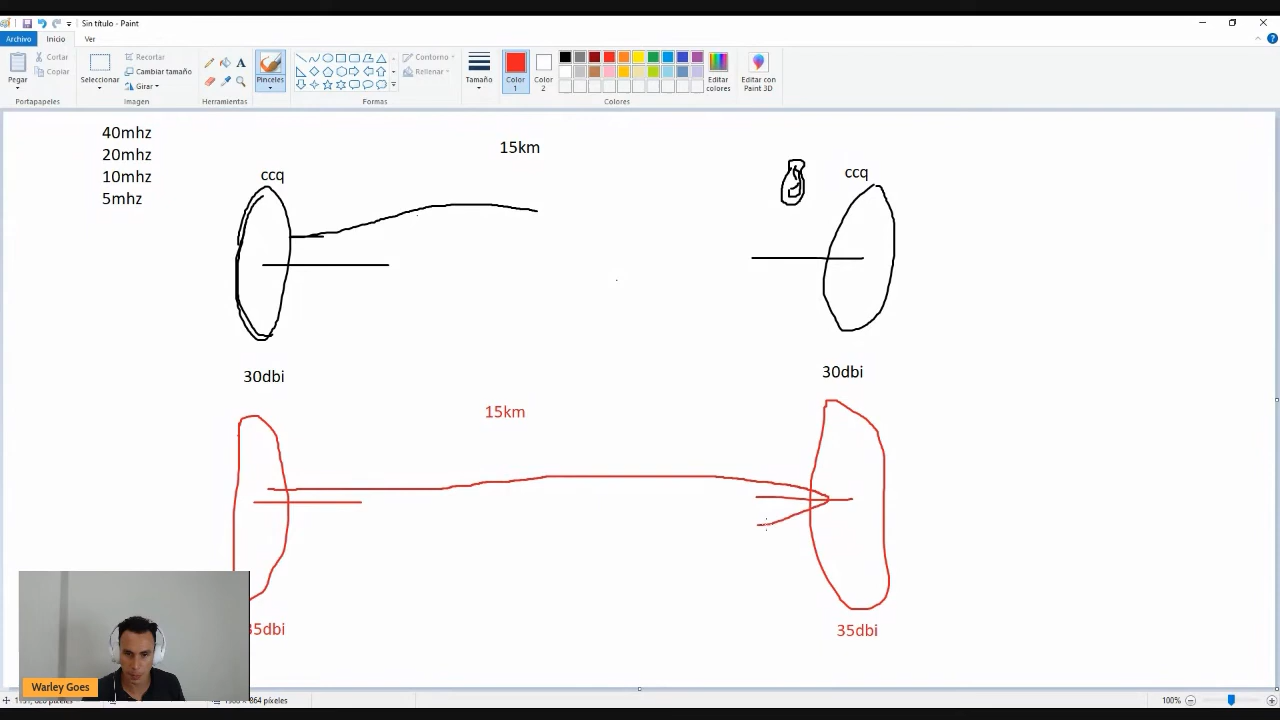 Sin título - Paint
Archivo Inicio Ver
Pegar
Cortar
Copiar
Portapapeles
Seleccionar
Recortar
Cambiar tamaño
Girar
Imagen
Herramientas
Pinceles
Contorno
Rellenar
Formas
Tamaño
Color 1
Color 2
Editar colores
Editar con Paint 3D
Colores
40mhz
20mhz
10mhz
5mhz
15km
ccq
ccq
30dbi
30dbi
15km
35dbi
35dbi
Warley Goes
100%